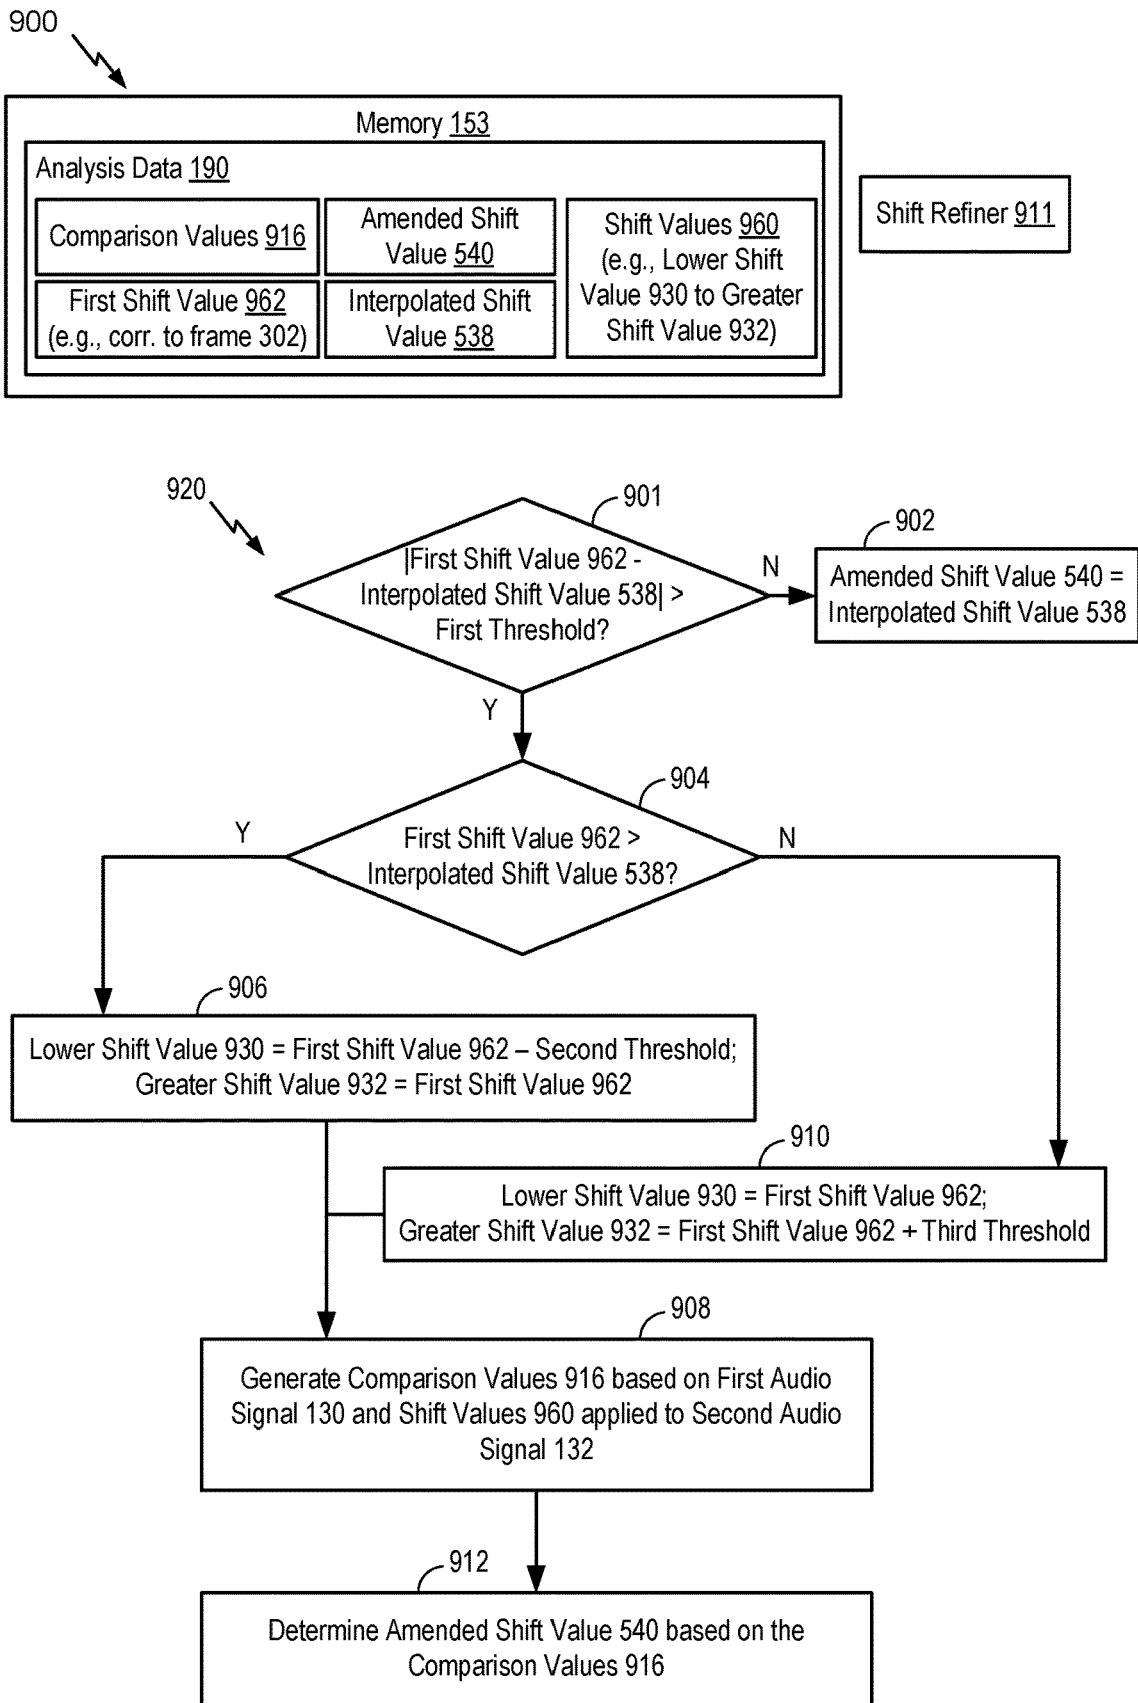 900
Memory 153
Analysis Data 190
Comparison Values 916
Amended Shift
Value 540
Shift Values 960
(e.g., Lower Shift
Value 930 to Greater
Shift Value 932)
First Shift Value 962
(e.g., corr. to frame 302)
Interpolated Shift
Value 538
Shift Refiner 911
920
901
|First Shift Value 962 -
Interpolated Shift Value 538| >
First Threshold?
N
902
Amended Shift Value 540 =
Interpolated Shift Value 538
Y
904
First Shift Value 962 >
Interpolated Shift Value 538?
Y
N
906
Lower Shift Value 930 = First Shift Value 962 – Second Threshold;
Greater Shift Value 932 = First Shift Value 962
910
Lower Shift Value 930 = First Shift Value 962;
Greater Shift Value 932 = First Shift Value 962 + Third Threshold
908
Generate Comparison Values 916 based on First Audio
Signal 130 and Shift Values 960 applied to Second Audio
Signal 132
912
Determine Amended Shift Value 540 based on the
Comparison Values 916